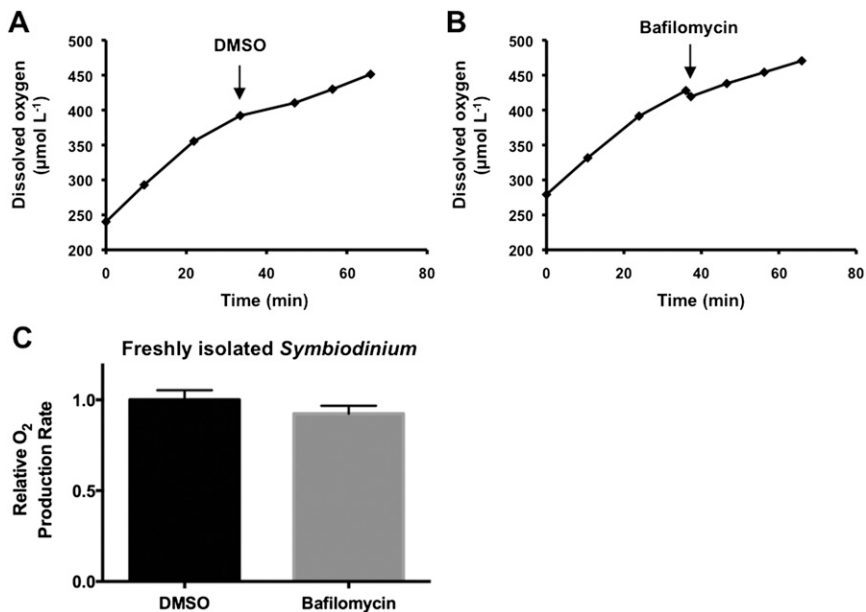 A
DMSO
500
450
400
350
300
250
200
Dissolved oxygen
(µmol L-1)
0
20
40
60
80
Time (min)
B
Bafilomycin
500
450
400
350
300
250
200
Dissolved oxygen
(µmol L-1)
0
20
40
60
80
Time (min)
C
Freshly isolated Symbiodinium
1.0
0.5
0.0
Relative O2
Production Rate
DMSO
Bafilomycin